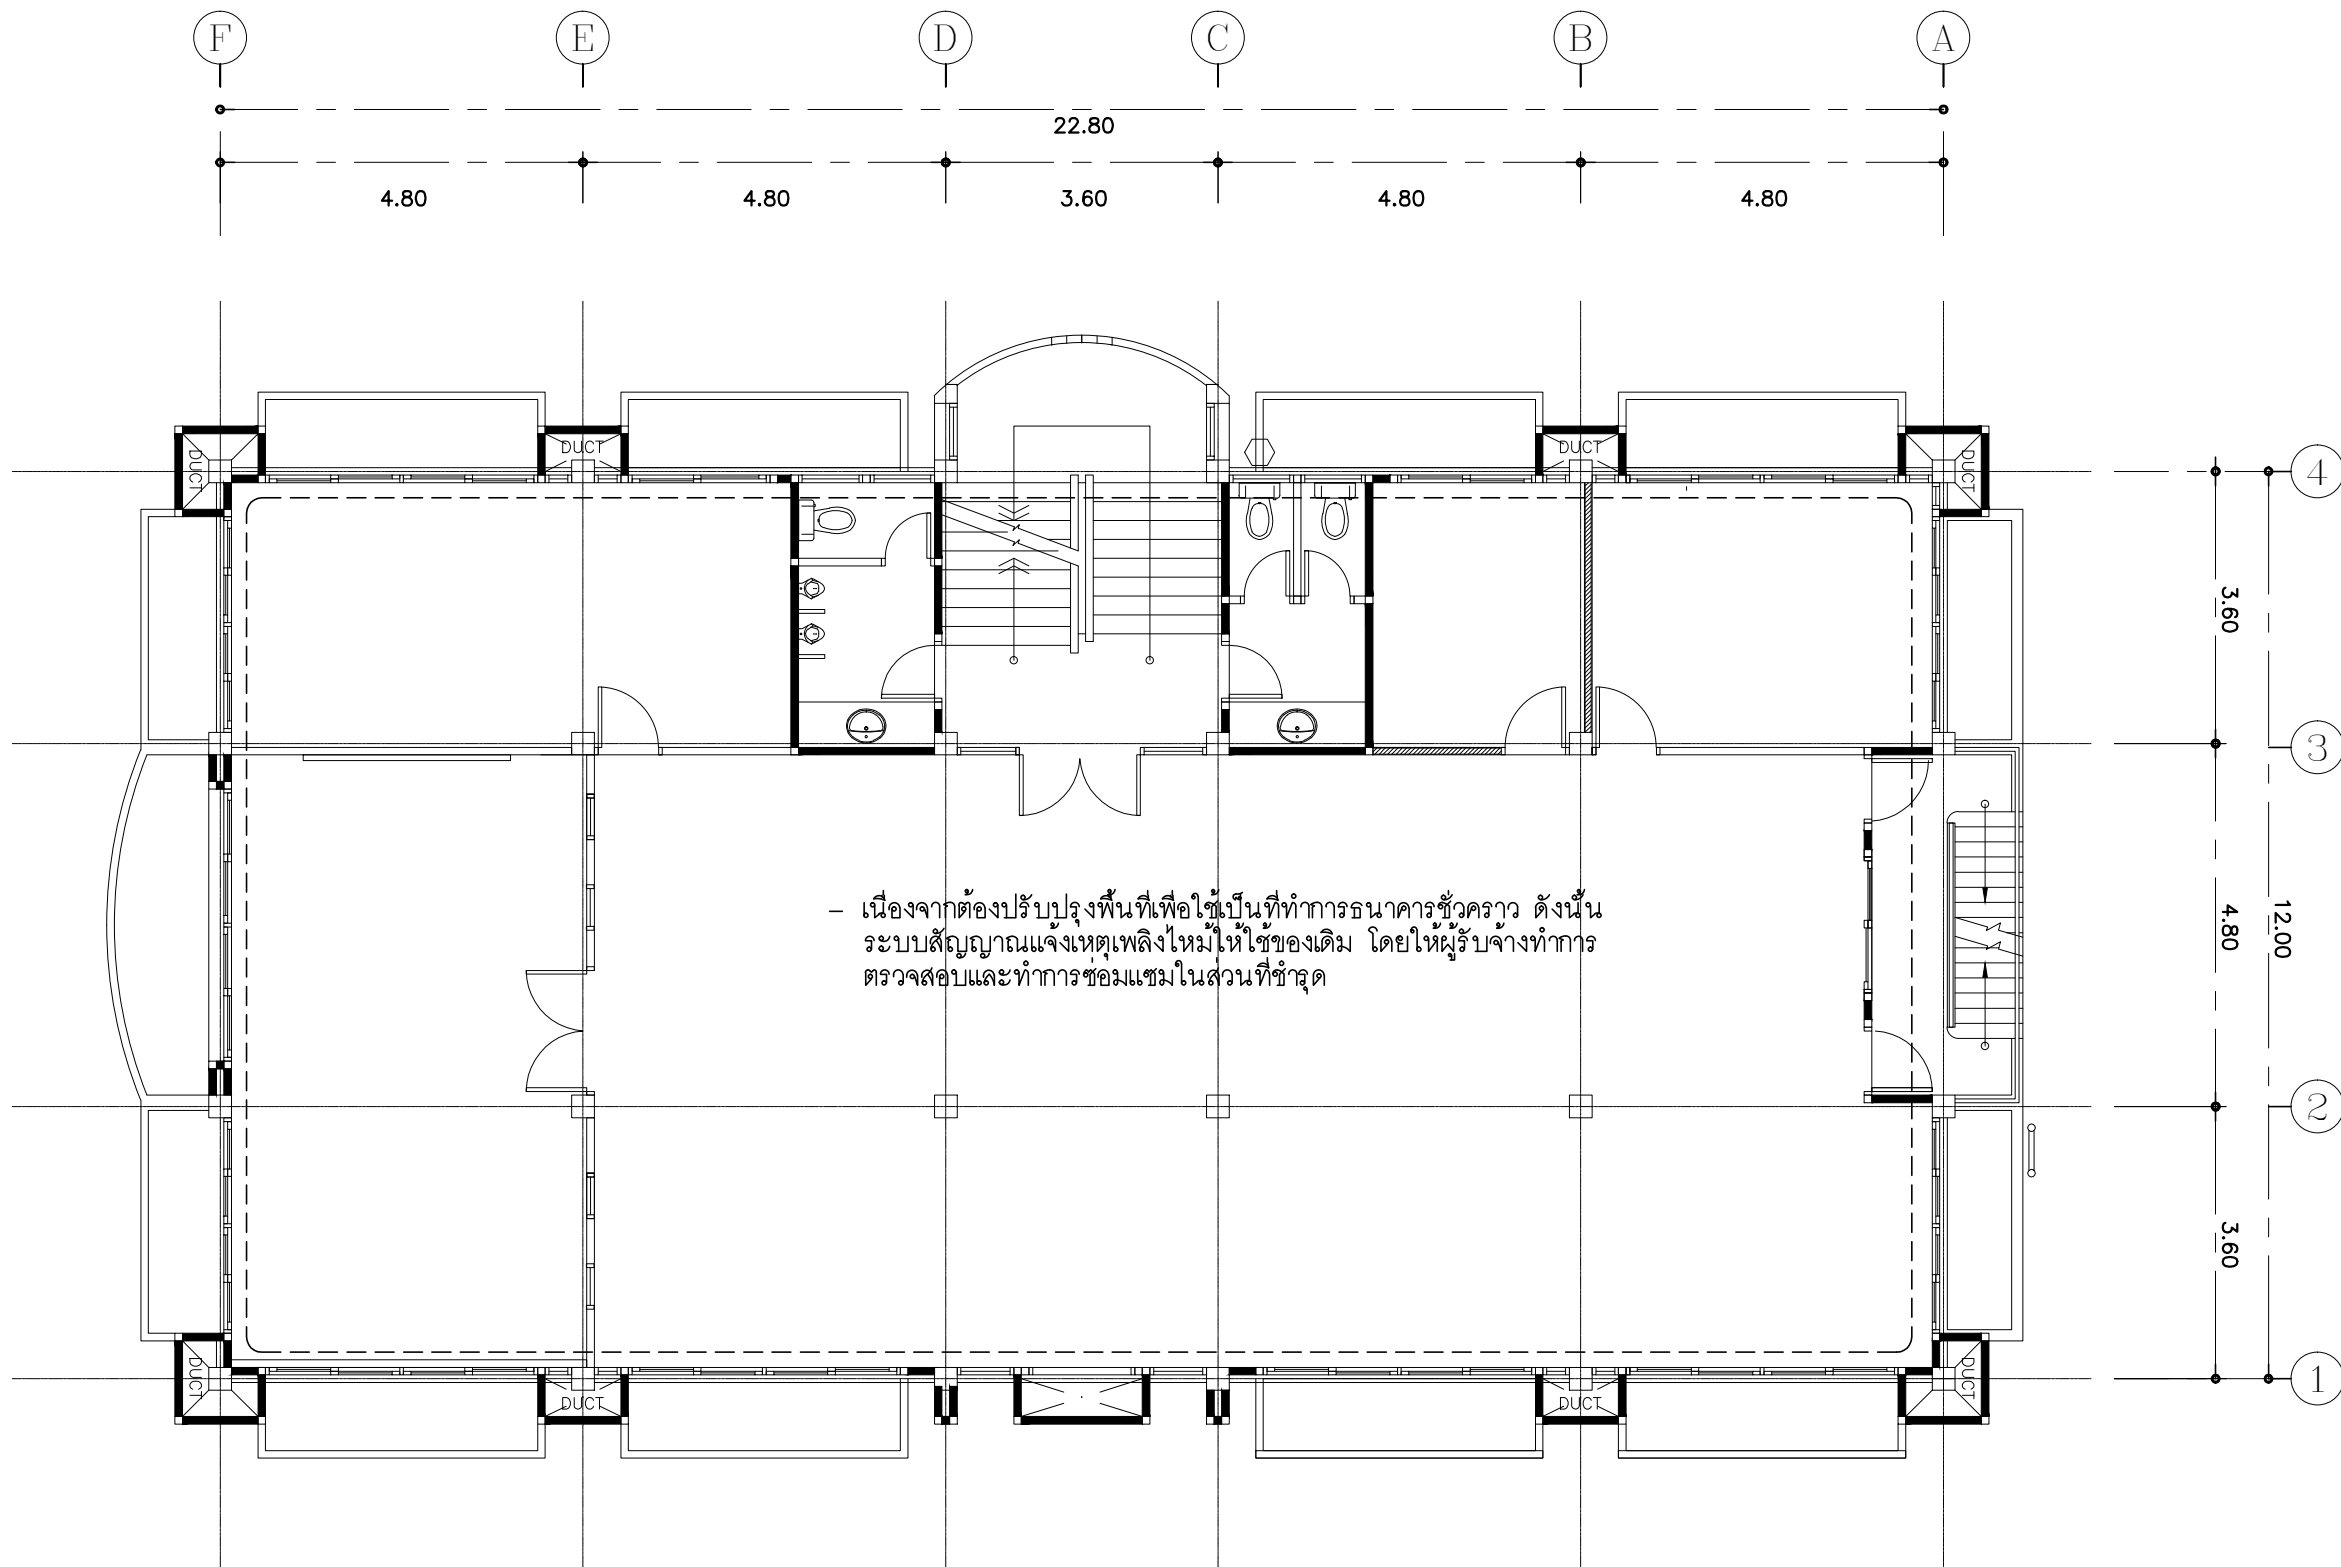 F E D C B A
22.80
4.80 4.80 3.60 4.80 4.80
DUCT DUCT DUCT DUCT
4
3.60
3
– เนื่องจากต้องปรับปรุงพื้นที่เพื่อใช้เป็นที่ทำการธนาคารชั่วคราว ดังนั้น
ระบบสัญญาณแจ้งเหตุเพลิงไหม้ให้ใช้ของเดิม โดยให้ผู้รับจ้างทำการ
ตรวจสอบและทำการซ่อมแซมในส่วนที่ชำรุด
4.80
12.00
2
3.60
DUCT DUCT DUCT DUCT
1